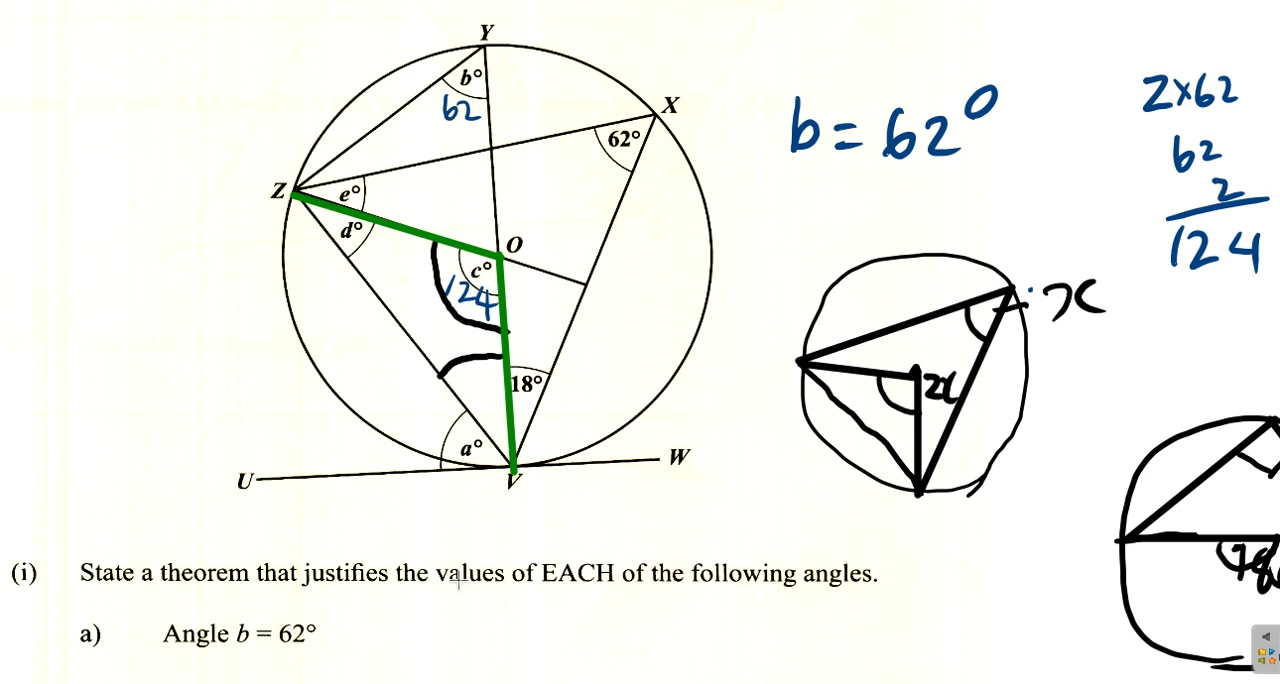 Y
b°
62
X
62°
Z
e°
d°
O
c°
124
18°
a°
U
V
W
b = 62°
2×62
62
2
124
x
2x
(i) State a theorem that justifies the values of EACH of the following angles.
a) Angle b = 62°